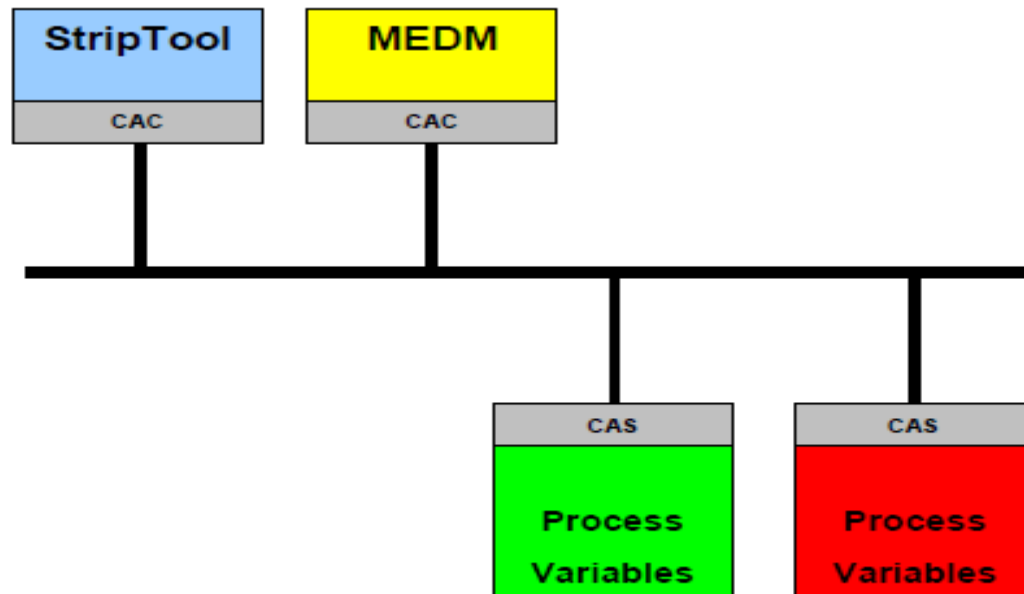 StripTool
MEDM
CAC
CAC
CAS
CAS
Process
Variables
Process
Variables